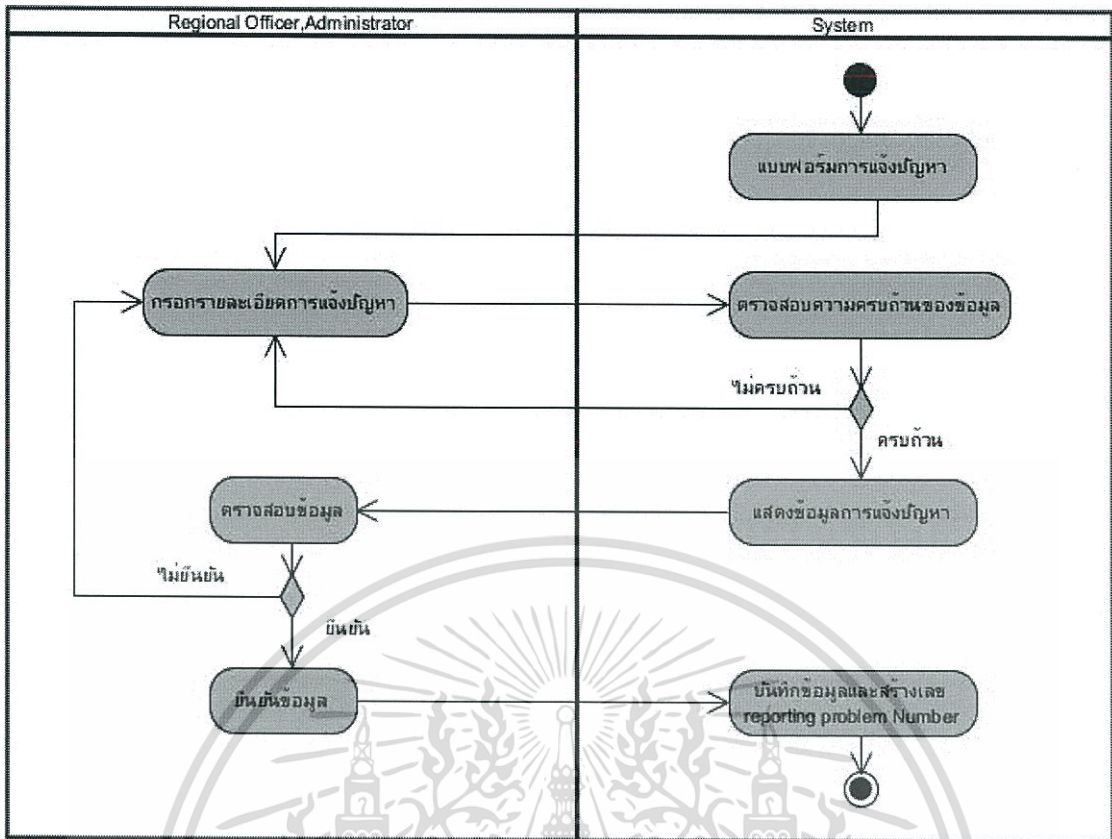 Regional Officer,Administrator
System
แบบฟอร์มการแจ้งปัญหา
กรอกรายละเอียดการแจ้งปัญหา
ตรวจสอบความครบถ้วนของข้อมูล
ไม่ครบถ้วน
ครบถ้วน
ตรวจสอบข้อมูล
แสดงข้อมูลการแจ้งปัญหา
ไม่ยืนยัน
ยืนยัน
ยืนยันข้อมูล
บันทึกข้อมูลและสร้างเลข
reporting problem Number